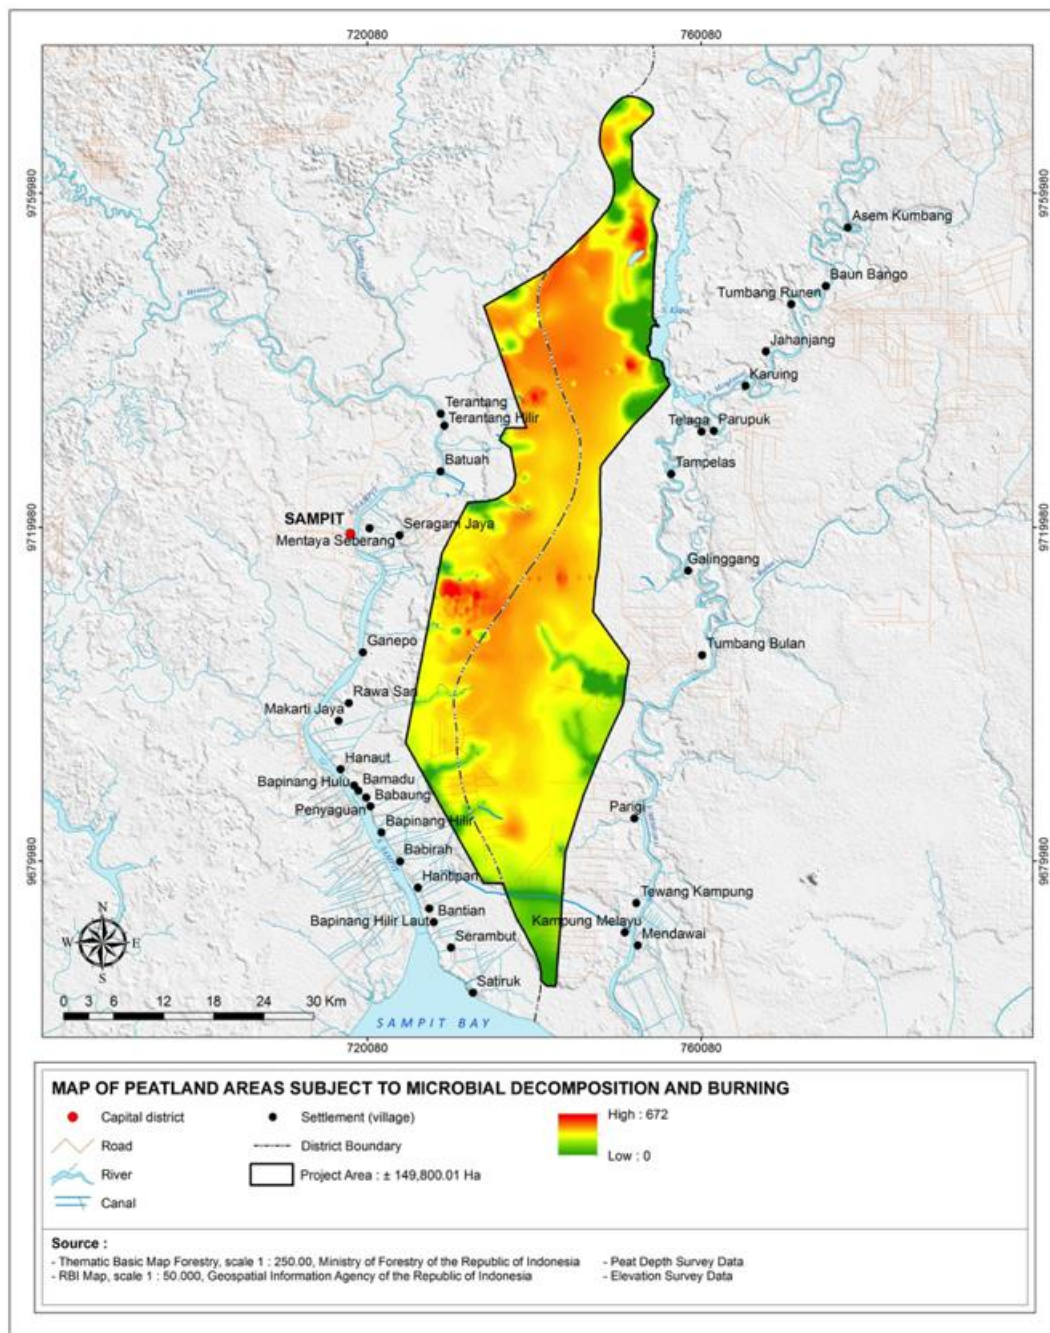 720080 760080
9759980 9759980
Asem Kumbang
Baun Bango
Tumbang Runen
Jahanjang
Karuing
Terantang
Terantang Hilir
Telaga Parupuk
Batuah
Tampelas
SAMPIT
Seragam Jaya
Mentaya Seberang
9719980 9719980
Galinggang
Ganepo
Tumbang Bulan
Rawa Sari
Makarti Jaya
Hanaut
Bapinang Hulu
Bamadu
Babaung
Penyaguan
Parigi
Bapinang Hilir
Babirah
9679980 9679980
Hantipan
Tewang Kampung
Bantian
Bapinang Hilir Laut
Kampung Melayu
Mendawai
Serambut
Satiruk
N
W E
S
0 3 6 12 18 24 30 Km
SAMPIT BAY
720080 760080
MAP OF PEATLAND AREAS SUBJECT TO MICROBIAL DECOMPOSITION AND BURNING
Capital district
Settlement (village)
High : 672
Road
District Boundary
Low : 0
River
Project Area : ± 149,800.01 Ha
Canal
Source :
- Thematic Basic Map Forestry, scale 1 : 250.00, Ministry of Forestry of the Republic of Indonesia
- Peat Depth Survey Data
- RBI Map, scale 1 : 50.000, Geospatial Information Agency of the Republic of Indonesia
- Elevation Survey Data